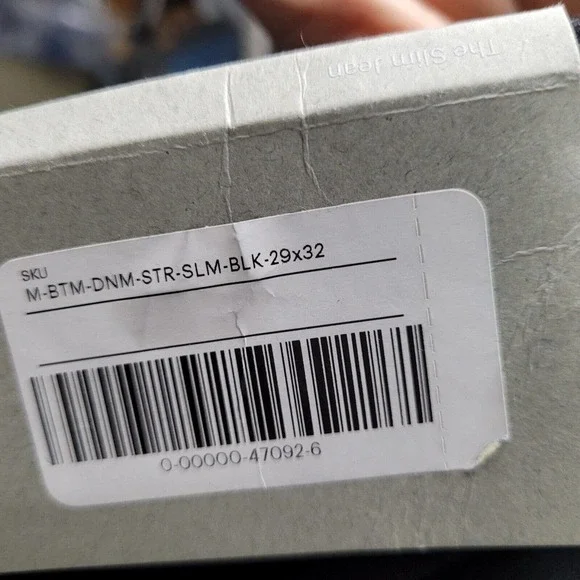 The Slim Jean
SKU
M-BTM-DNM-STR-SLM-BLK-29x32
0-00000-47092-6